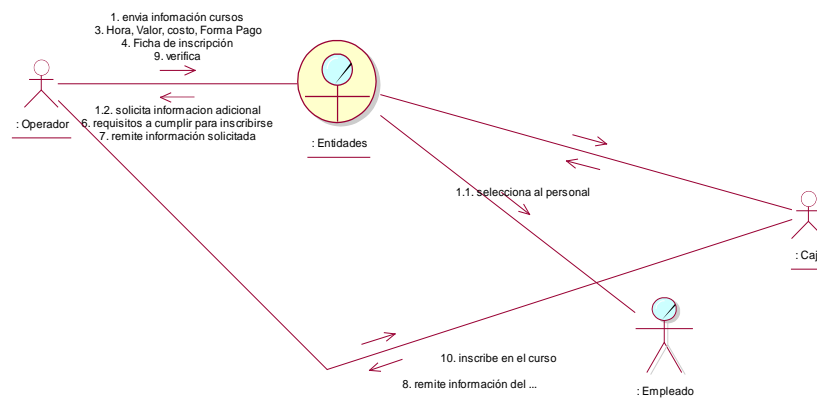 1. envia infomación cursos
3. Hora, Valor, costo, Forma Pago
4. Ficha de inscripción
9. verifica
1.2. solicita informacion adicional
6. requisitos a cumplir para inscribirse
7. remite información solicitada
: Operador
: Entidades
1.1. selecciona al personal
: Caj
10. inscribe en el curso
8. remite información del ...
: Empleado